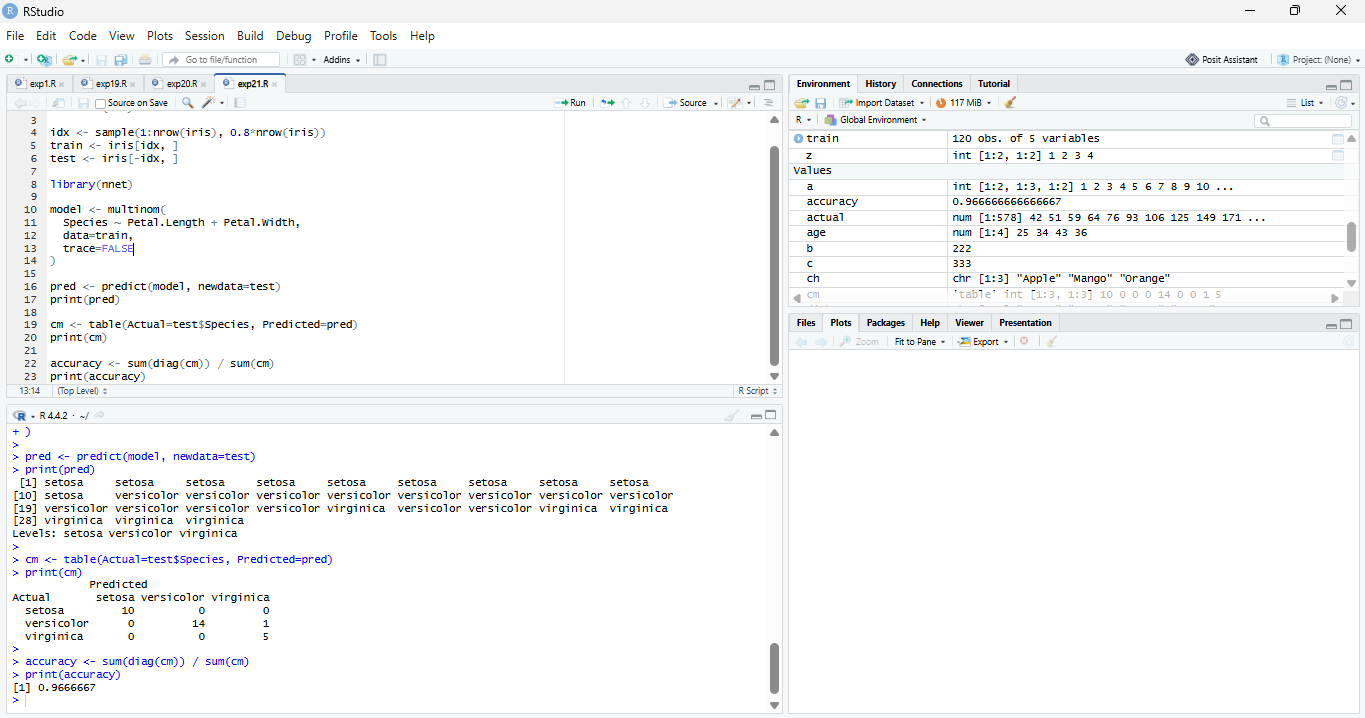 RStudio
File Edit Code View Plots Session Build Debug Profile Tools Help
Go to file/function Addins Posit Assistant Project: (None)
exp1.R exp19.R exp20.R exp21.R
Source on Save Run Source
3
4 idx <- sample(1:nrow(iris), 0.8*nrow(iris))
5 train <- iris[idx, ]
6 test <- iris[-idx, ]
7
8 library(nnet)
9
10 model <- multinom(
11 Species ~ Petal.Length + Petal.Width,
12 data=train,
13 trace=FALSE
14 )
15
16 pred <- predict(model, newdata=test)
17 print(pred)
18
19 cm <- table(Actual=test$Species, Predicted=pred)
20 print(cm)
21
22 accuracy <- sum(diag(cm)) / sum(cm)
23 print(accuracy)
13:14 (Top Level) R Script
R 4.4.2 · ~/
+ )
>
> pred <- predict(model, newdata=test)
> print(pred)
[1] setosa setosa setosa setosa setosa setosa setosa setosa setosa
[10] setosa versicolor versicolor versicolor versicolor versicolor versicolor versicolor versicolor
[19] versicolor versicolor versicolor versicolor virginica versicolor versicolor virginica virginica
[28] virginica virginica virginica
Levels: setosa versicolor virginica
>
> cm <- table(Actual=test$Species, Predicted=pred)
> print(cm)
Predicted
Actual setosa versicolor virginica
setosa 10 0 0
versicolor 0 14 1
virginica 0 0 5
>
> accuracy <- sum(diag(cm)) / sum(cm)
> print(accuracy)
[1] 0.9666667
>
Environment History Connections Tutorial
Import Dataset 117 MiB List
R Global Environment
train 120 obs. of 5 variables
z int [1:2, 1:2] 1 2 3 4
Values
a int [1:2, 1:3, 1:2] 1 2 3 4 5 6 7 8 9 10 ...
accuracy 0.966666666666667
actual num [1:578] 42 51 59 64 76 93 106 125 149 171 ...
age num [1:4] 25 34 43 36
b 222
c 333
ch chr [1:3] "Apple" "Mango" "Orange"
cm 'table' int [1:3, 1:3] 10 0 0 0 14 0 0 1 5
Files Plots Packages Help Viewer Presentation
Zoom Fit to Pane Export